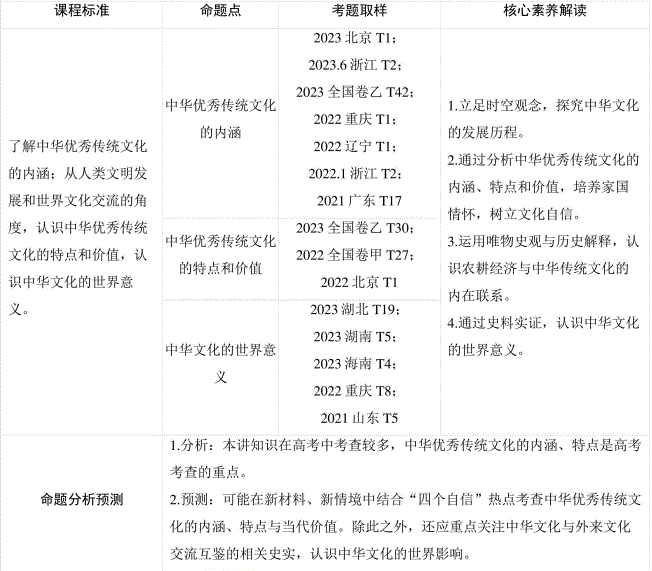 课程标准
命题点
考题取样
核心素养解读
了解中华优秀传统文化
的内涵；从人类文明发
展和世界文化交流的角
度，认识中华优秀传统
文化的特点和价值，认
识中华文化的世界意
义。
中华优秀传统文化
的内涵
2023 北京 T1；
2023.6 浙江 T2；
2023 全国卷乙 T42；
2022 重庆 T1；
2022 辽宁 T1；
2022.1 浙江 T2；
2021 广东 T17
中华优秀传统文化
的特点和价值
2023 全国卷乙 T30；
2022 全国卷甲 T27；
2022 北京 T1
中华文化的世界意
义
2023 湖北 T19；
2023 湖南 T5；
2023 海南 T4；
2022 重庆 T8；
2021 山东 T5
1.立足时空观念，探究中华文化
的发展历程。
2.通过分析中华优秀传统文化的
内涵、特点和价值，培养家国
情怀，树立文化自信。
3.运用唯物史观与历史解释，认
识农耕经济与中华传统文化的
内在联系。
4.通过史料实证，认识中华文化
的世界意义。
命题分析预测
1.分析：本讲知识在高考中考查较多，中华优秀传统文化的内涵、特点是高考
考查的重点。
2.预测：可能在新材料、新情境中结合“四个自信”热点考查中华优秀传统文
化的内涵、特点与当代价值。除此之外，还应重点关注中华文化与外来文化
交流互鉴的相关史实，认识中华文化的世界影响。